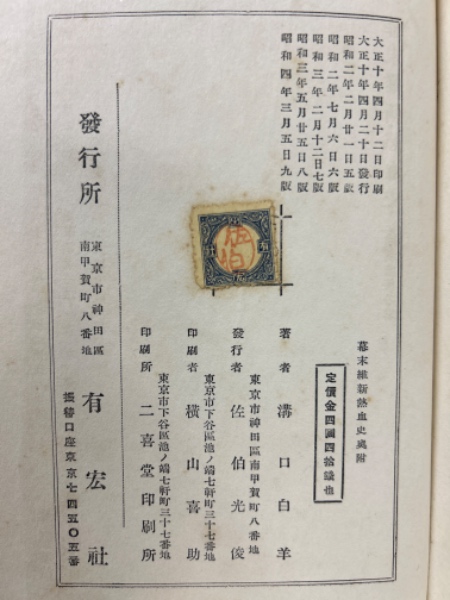 大正十年四月十二日印刷
大正十年四月二十日發行
昭和二年二月廿一日五版
昭和二年七月六日六版
昭和三年二月十二日七版
昭和三年五月廿五日八版
昭和四年三月五日九版
佐伯
幕末維新熱血史奥附
定價金四圓四拾錢也
著者 溝口白羊
東京市神田區南甲賀町八番地
發行者 佐伯光俊
東京市下谷區池ノ端七軒町三十七番地
印刷者 橫山喜助
東京市下谷區池ノ端七軒町三十七番地
印刷所 二喜堂印刷所
發行所
東京市神田區
南甲賀町八番地
有宏社
振替口座東京七四五〇五番